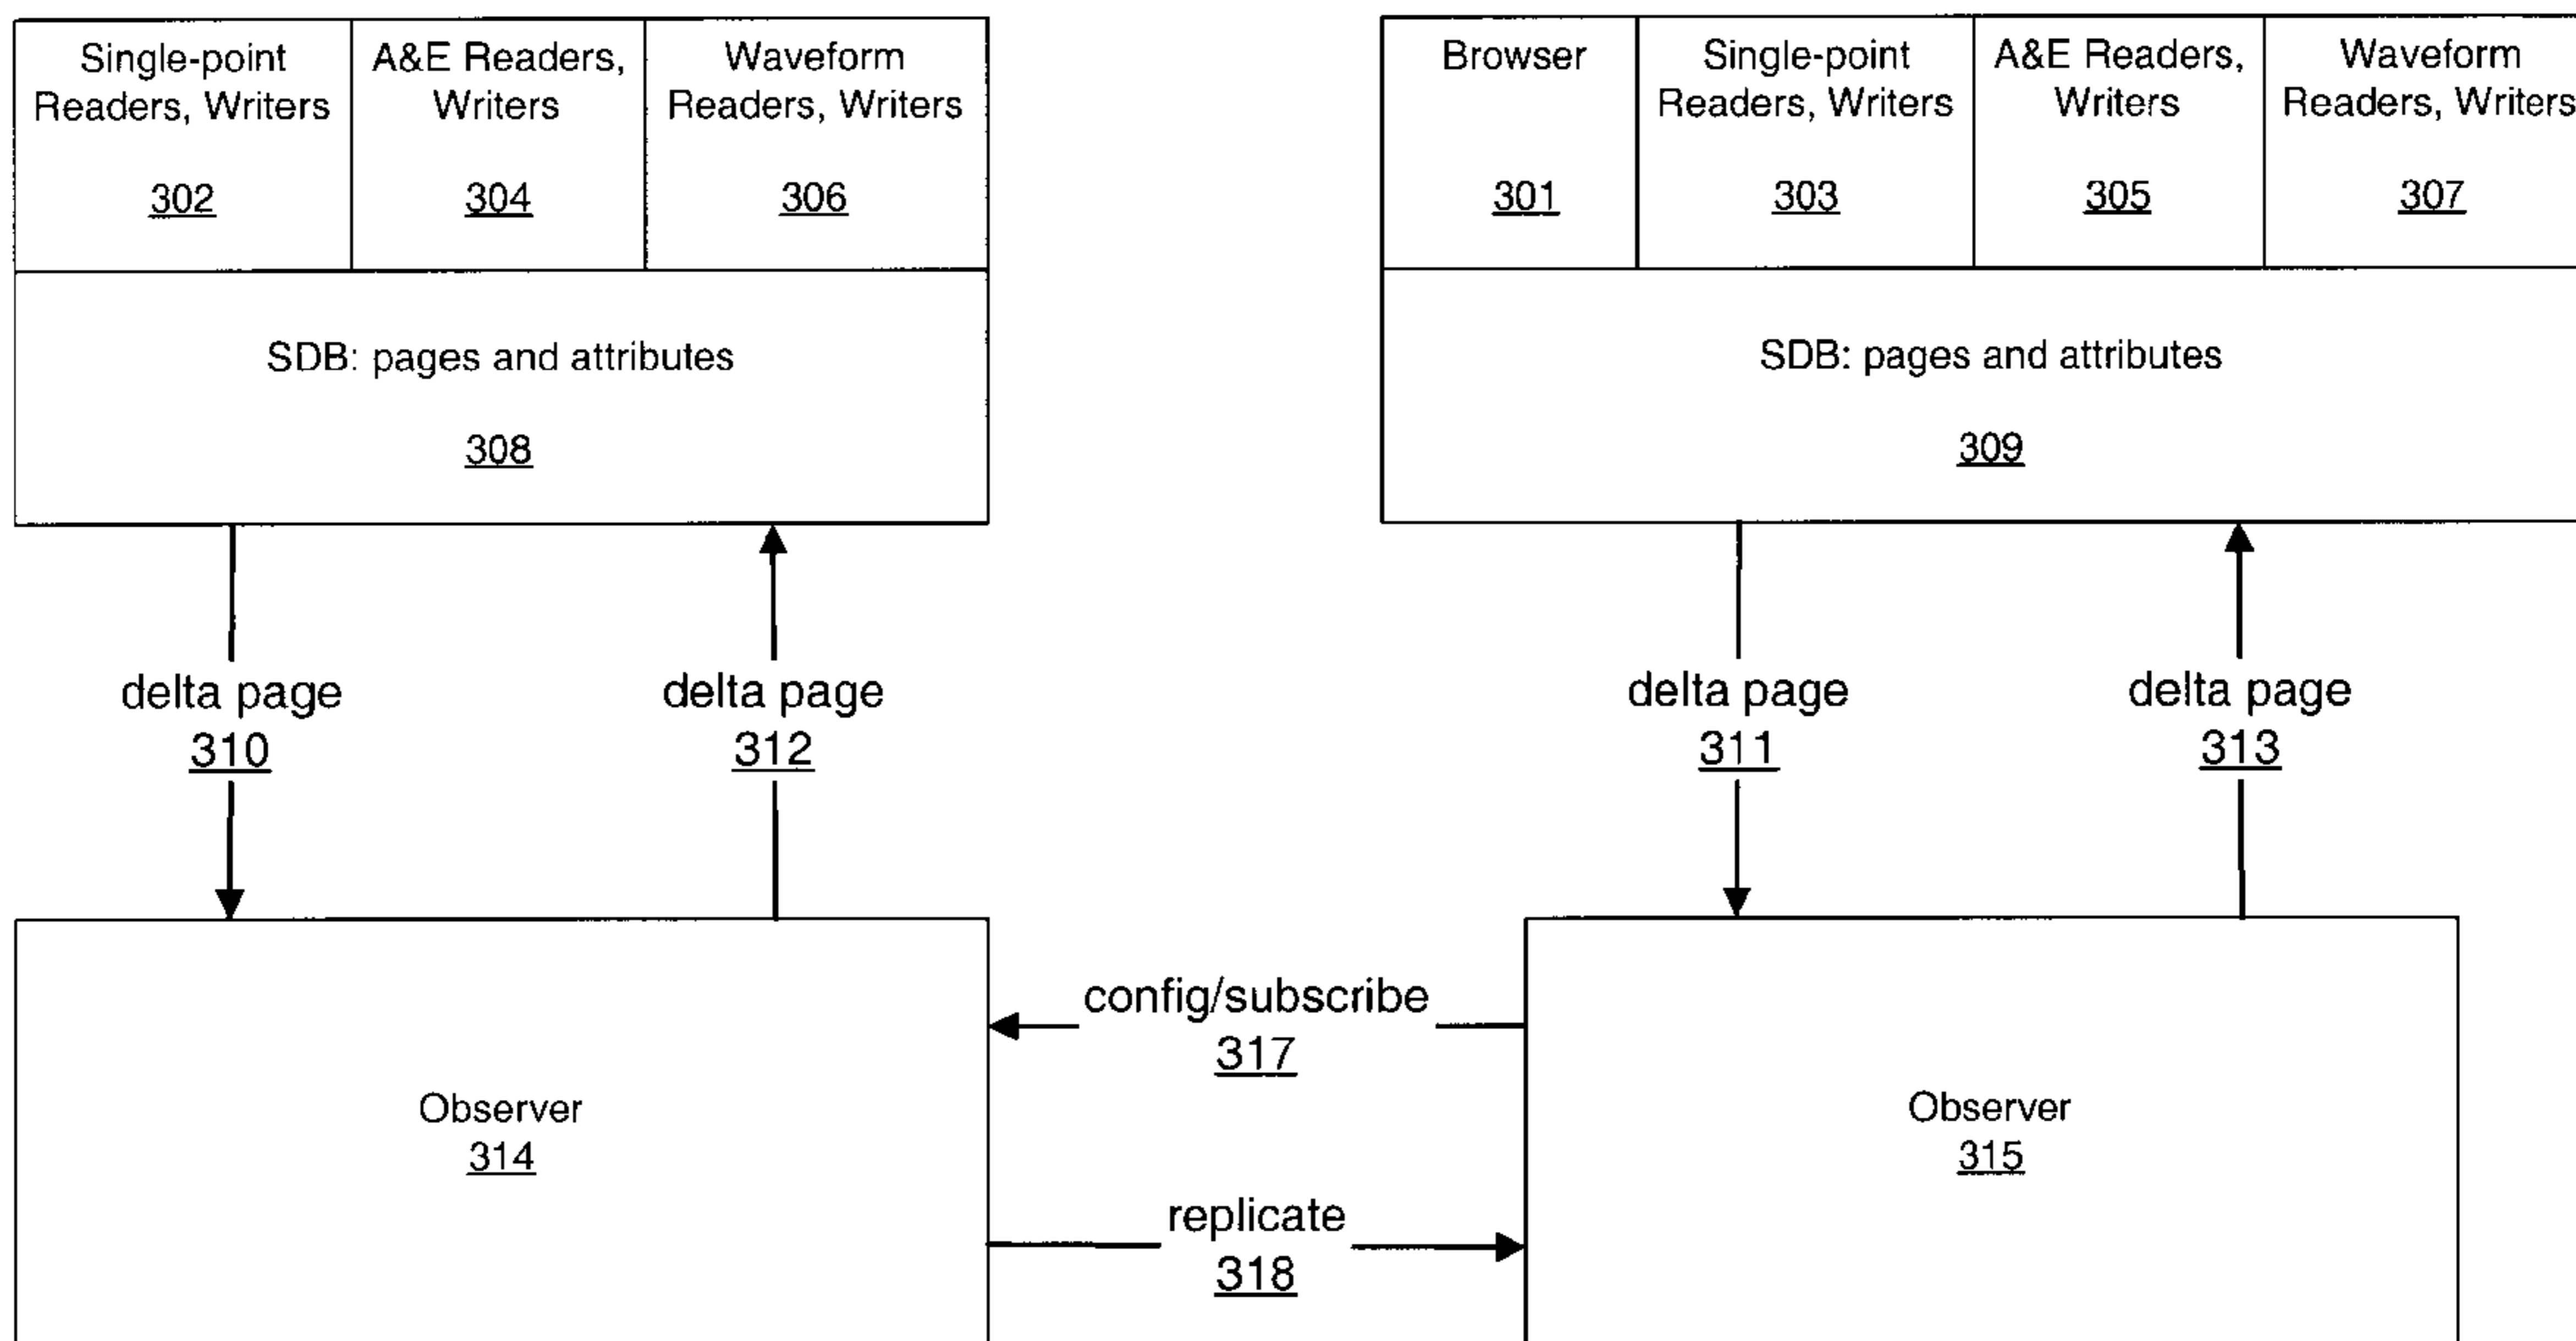 Single-point
Readers, Writers
302
A&E Readers,
Writers
304
Waveform
Readers, Writers
306
SDB: pages and attributes
308
Browser
301
Single-point
Readers, Writers
303
A&E Readers,
Writers
305
Waveform
Readers, Writers
307
SDB: pages and attributes
309
delta page
310
delta page
312
delta page
311
delta page
313
Observer
314
config/subscribe
317
replicate
318
Observer
315